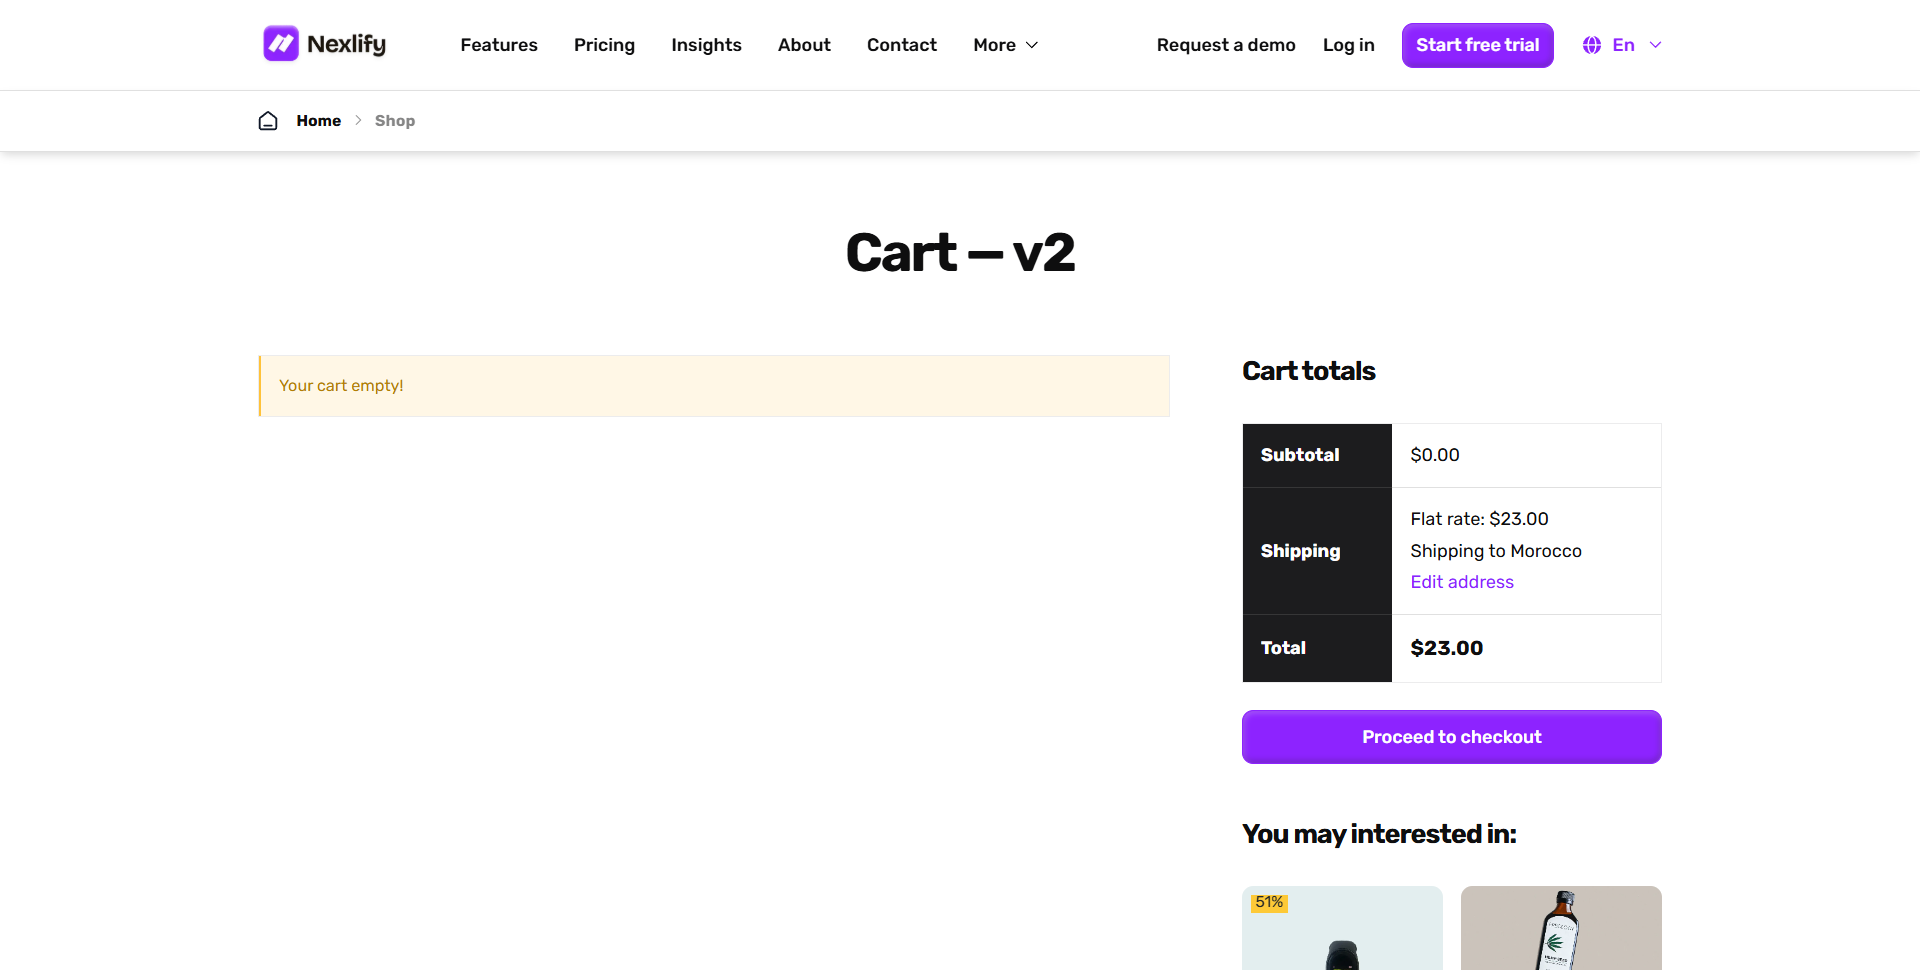 Nexlify
Features Pricing Insights About Contact More
Request a demo Log in Start free trial En
Home Shop
Cart — v2
Your cart empty!
Cart totals
Subtotal $0.00
Shipping Flat rate: $23.00
Shipping to Morocco
Edit address
Total $23.00
Proceed to checkout
You may interested in:
51%